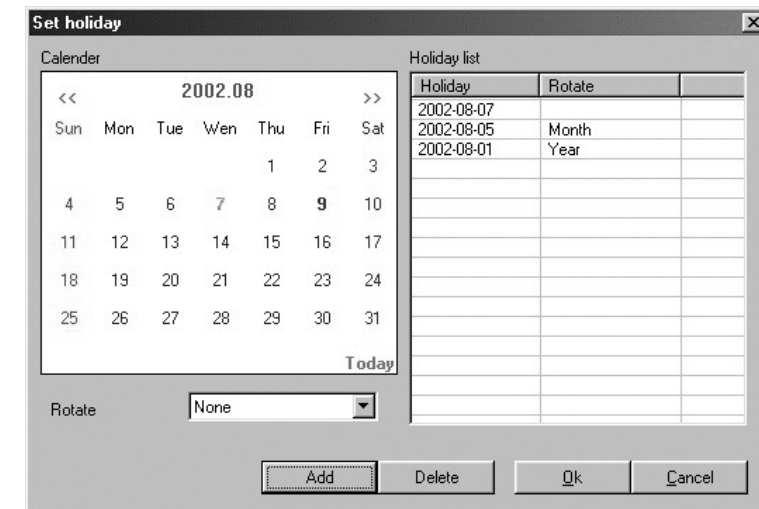 Set holiday
Calender
<< 2002.08 >>
Sun Mon Tue Wen Thu Fri Sat
1 2 3
4 5 6 7 8 9 10
11 12 13 14 15 16 17
18 19 20 21 22 23 24
25 26 27 28 29 30 31
Today
Rotate None
Holiday list
Holiday Rotate
2002-08-07
2002-08-05 Month
2002-08-01 Year
Add Delete Ok Cancel